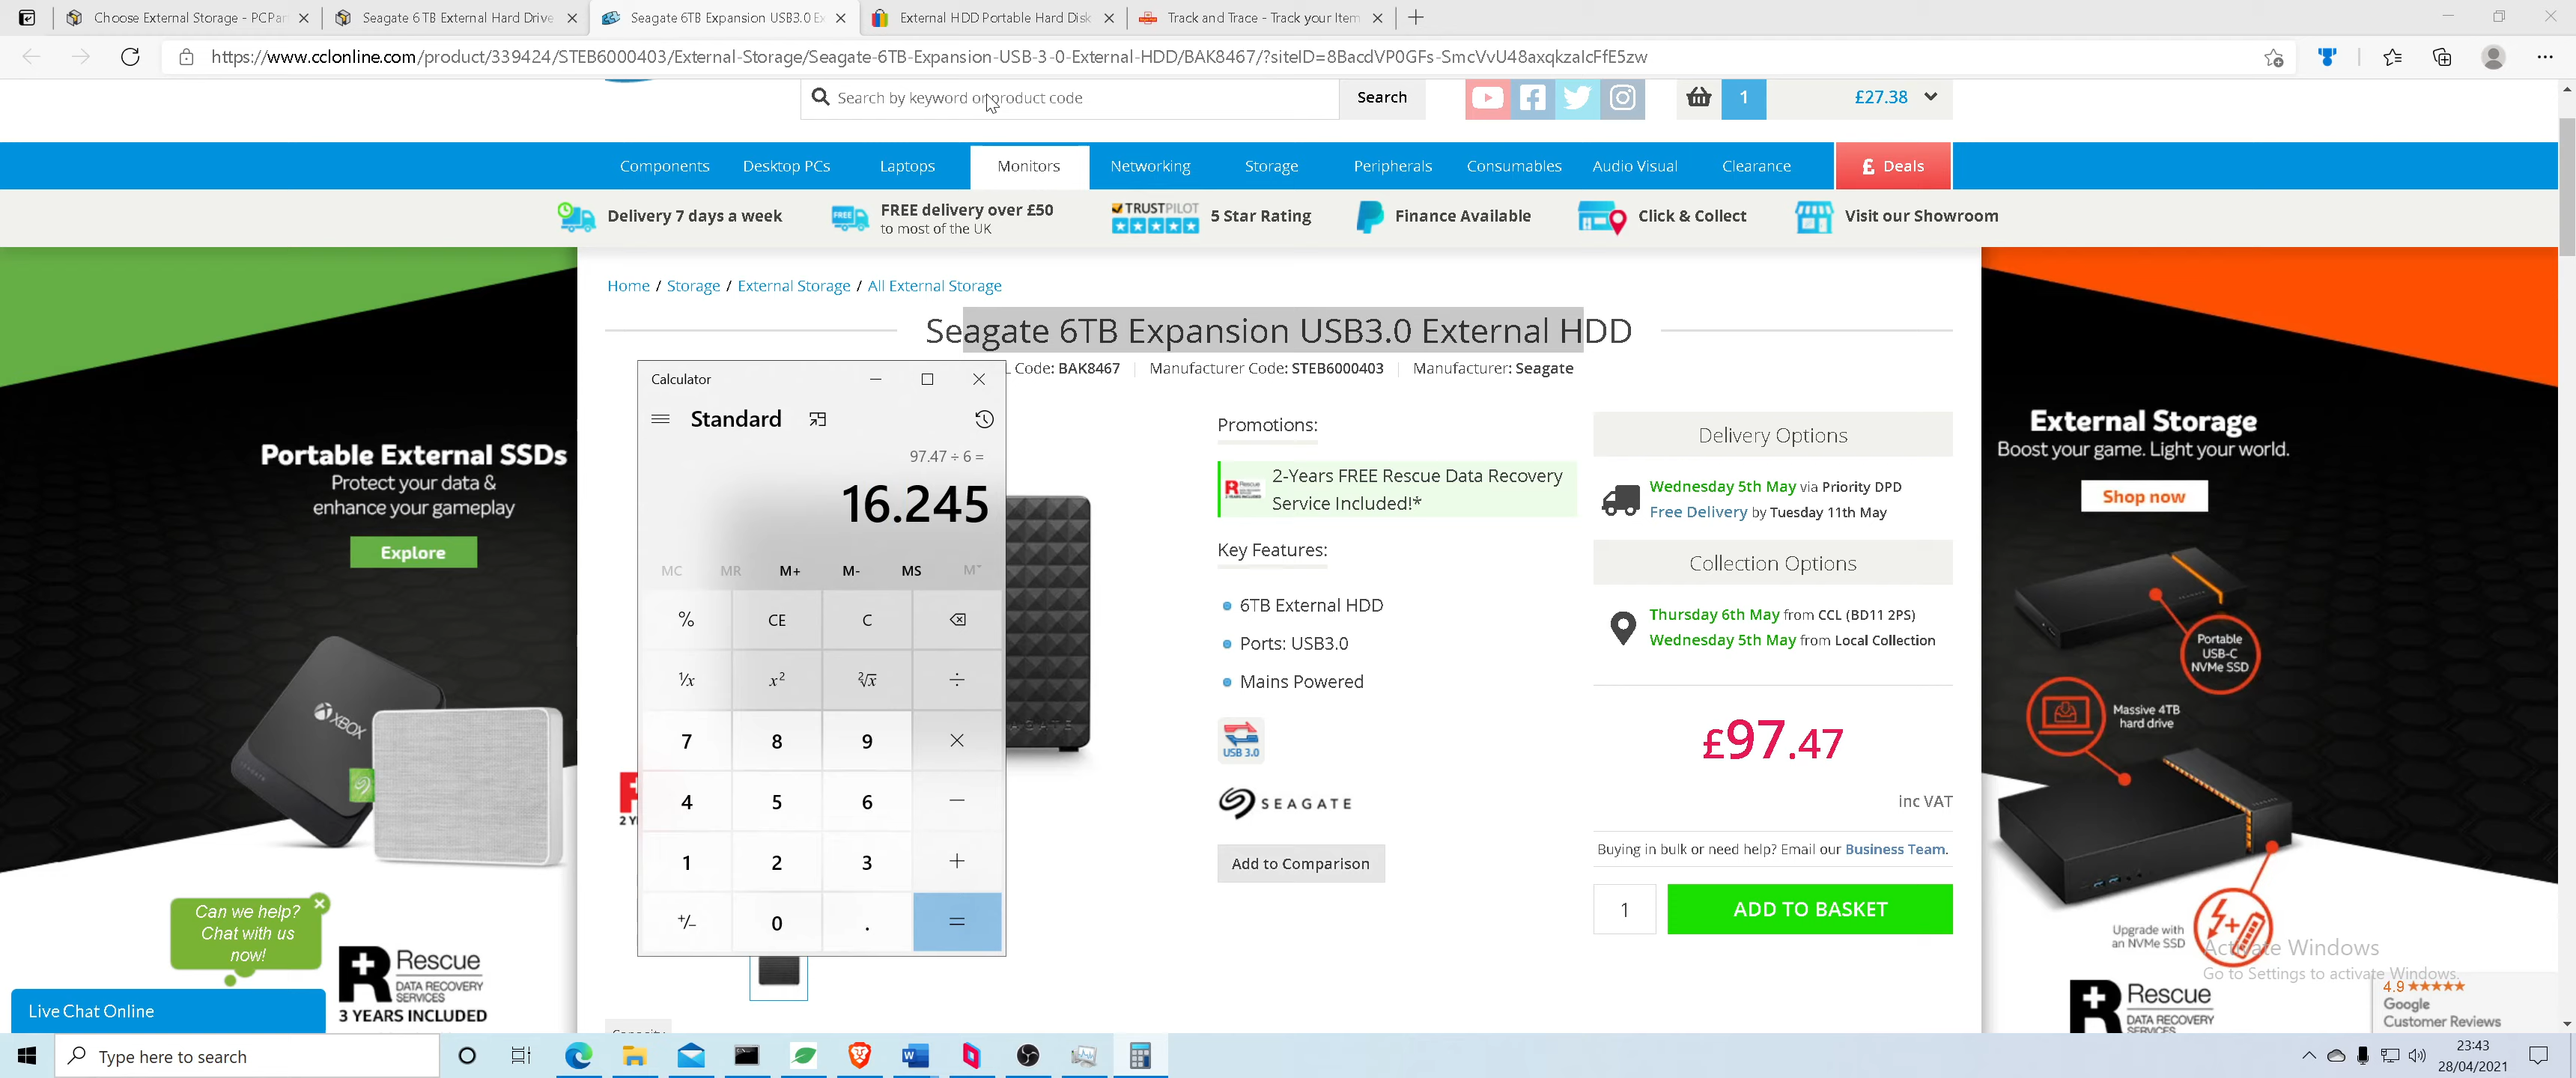 Choose External Storage - PCPar
Seagate 6 TB External Hard Drive
Seagate 6TB Expansion USB3.0 Ex
External HDD Portable Hard Disk
Track and Trace - Track your Item
https://www.cclonline.com/product/339424/STEB6000403/External-Storage/Seagate-6TB-Expansion-USB-3-0-External-HDD/BAK8467/?siteID=8BacdVP0GFs-SmcVvU48axqkzalcFfE5zw
Search by keyword or product code
Search
1
£27.38
Components Desktop PCs Laptops Monitors Networking Storage Peripherals Consumables Audio Visual Clearance £ Deals
Delivery 7 days a week
FREE
FREE delivery over £50
to most of the UK
TRUSTPILOT
5 Star Rating
Finance Available
Click & Collect
Visit our Showroom
Home / Storage / External Storage / All External Storage
Seagate 6TB Expansion USB3.0 External HDD
Code: BAK8467 Manufacturer Code: STEB6000403 Manufacturer: Seagate
Calculator
Standard
97.47 ÷ 6 =
16.245
MC MR M+ M- MS M
% CE C
1/x x² ²√x ÷
7 8 9 ×
4 5 6 −
1 2 3 +
+/− 0 . =
Promotions:
Rescue
2-Years FREE Rescue Data Recovery
Service Included!*
Key Features:
6TB External HDD
Ports: USB3.0
Mains Powered
USB 3.0
SEAGATE
Add to Comparison
Delivery Options
Wednesday 5th May via Priority DPD
Free Delivery by Tuesday 11th May
Collection Options
Thursday 6th May from CCL (BD11 2PS)
Wednesday 5th May from Local Collection
£97.47
inc VAT
Buying in bulk or need help? Email our Business Team.
1
ADD TO BASKET
Portable External SSDs
Protect your data &
enhance your gameplay
Explore
XBOX
2 Y
Can we help?
Chat with us
now!
Rescue
DATA RECOVERY
SERVICES
3 YEARS INCLUDED
Live Chat Online
External Storage
Boost your game. Light your world.
Shop now
Portable
USB-C
NVMe SSD
Massive 4TB
hard drive
Upgrade with
an NVMe SSD
Activate Windows
Go to Settings to activate Windows.
Rescue
DATA RECOVERY
SERVICES
4.9
Google
Customer Reviews
Capacity
Type here to search
23:43
28/04/2021